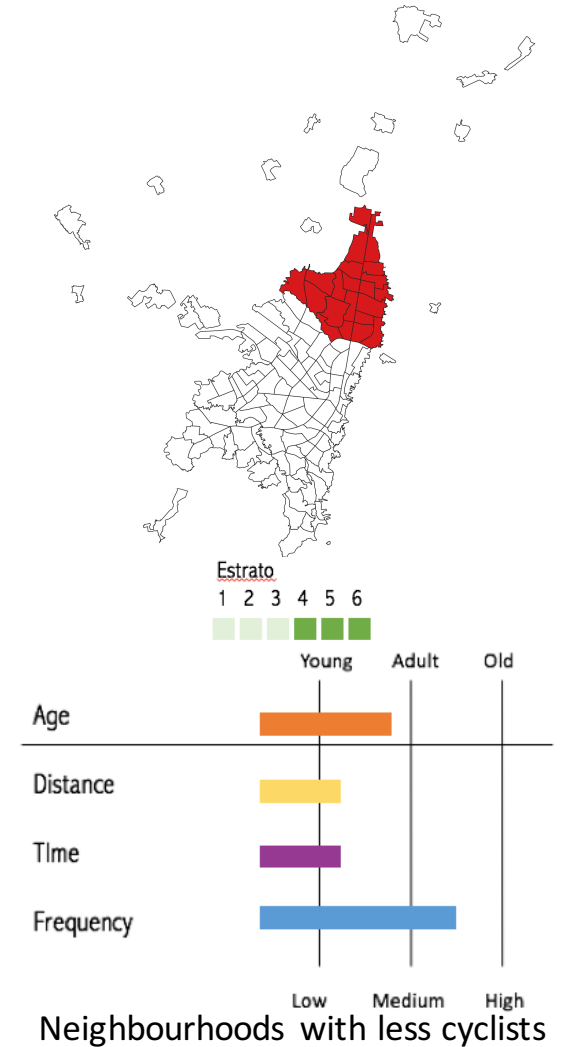 Estrato
1 2 3 4 5 6
Young Adult Old
Age
Distance
TIme
Frequency
Low Medium High
Neighbourhoods with less cyclists